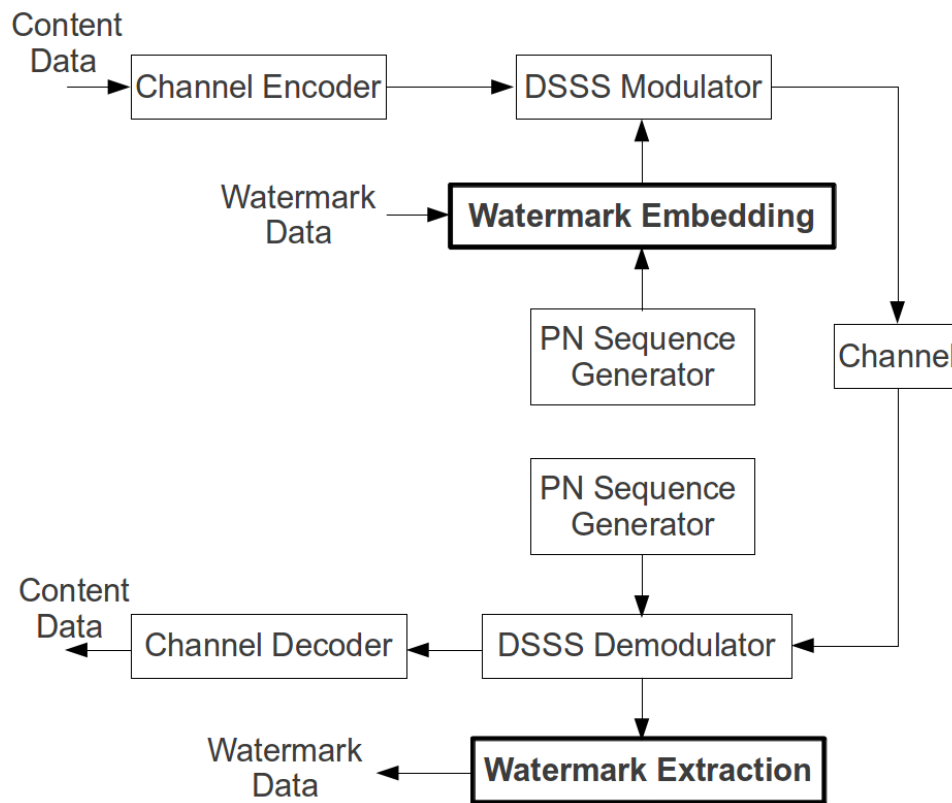 Content
Data
Channel Encoder
DSSS Modulator
Watermark
Data
Watermark Embedding
PN Sequence
Generator
Channel
PN Sequence
Generator
Content
Data
Channel Decoder
DSSS Demodulator
Watermark
Data
Watermark Extraction